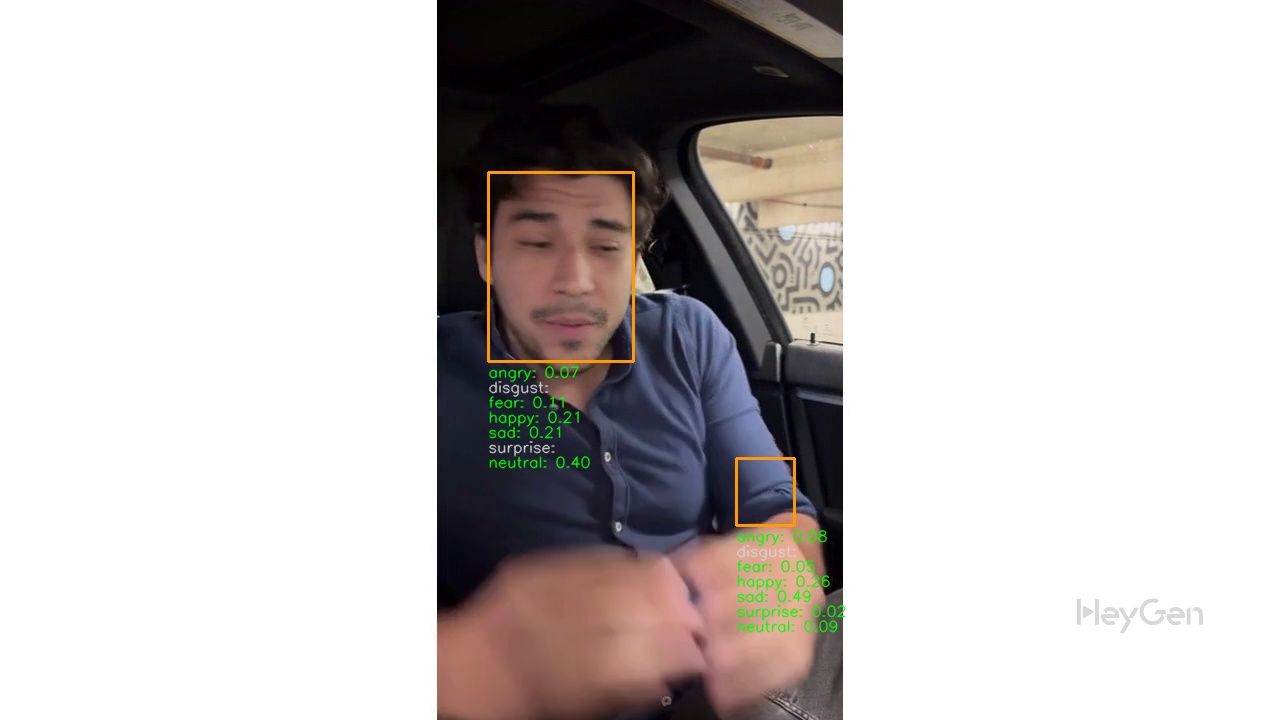 angry: 0.07
disgust:
fear: 0.11
happy: 0.21
sad: 0.21
surprise:
neutral: 0.40
angry: 0.08
disgust:
fear: 0.05
happy: 0.26
sad: 0.49
surprise: 0.02
neutral: 0.09
HeyGen